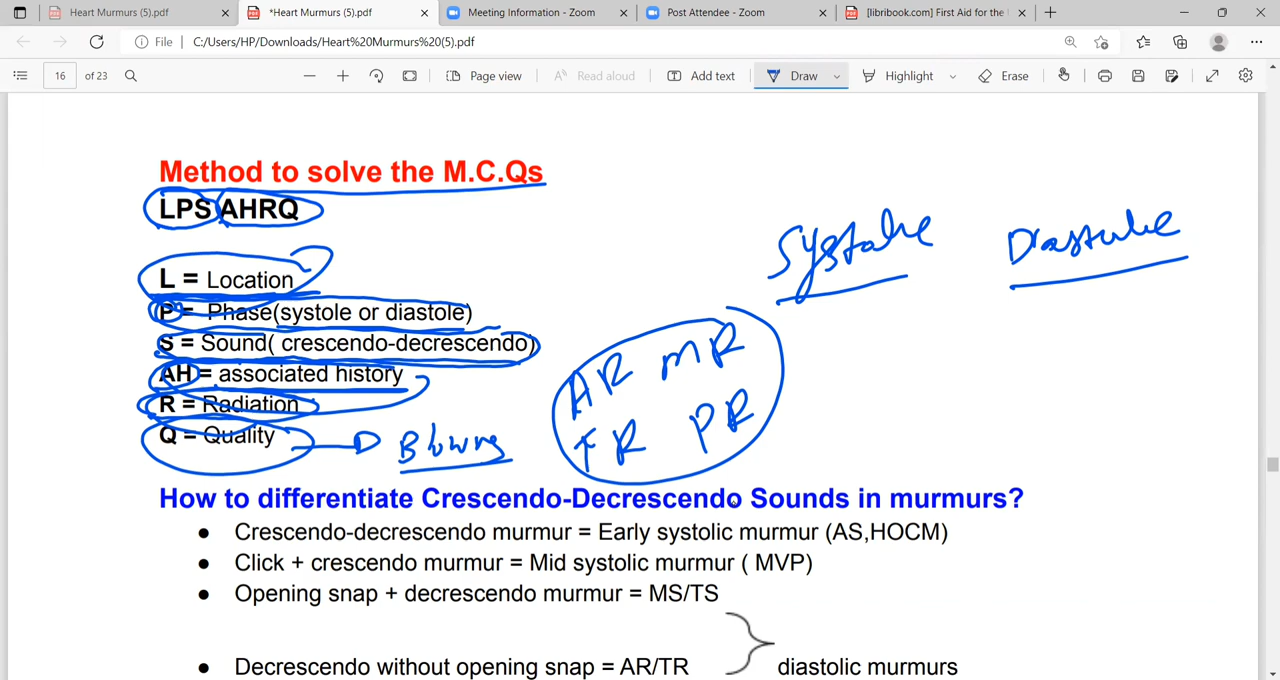 Heart Murmurs (5).pdf
*Heart Murmurs (5).pdf
Meeting Information - Zoom
Post Attendee - Zoom
[libribook.com] First Aid for the
File | C:/Users/HP/Downloads/Heart%20Murmurs%20(5).pdf
16 of 23
Page view
Read aloud
Add text
Draw
Highlight
Erase
Method to solve the M.C.Qs
LPS AHRQ
Systole
Diastole
L = Location
P = Phase(systole or diastole)
S = Sound( crescendo-decrescendo)
AH = associated history
R = Radiation
Q = Quality
Blowing
AR MR
TR PR
How to differentiate Crescendo-Decrescendo Sounds in murmurs?
● Crescendo-decrescendo murmur = Early systolic murmur (AS,HOCM)
● Click + crescendo murmur = Mid systolic murmur ( MVP)
● Opening snap + decrescendo murmur = MS/TS
● Decrescendo without opening snap = AR/TR
diastolic murmurs